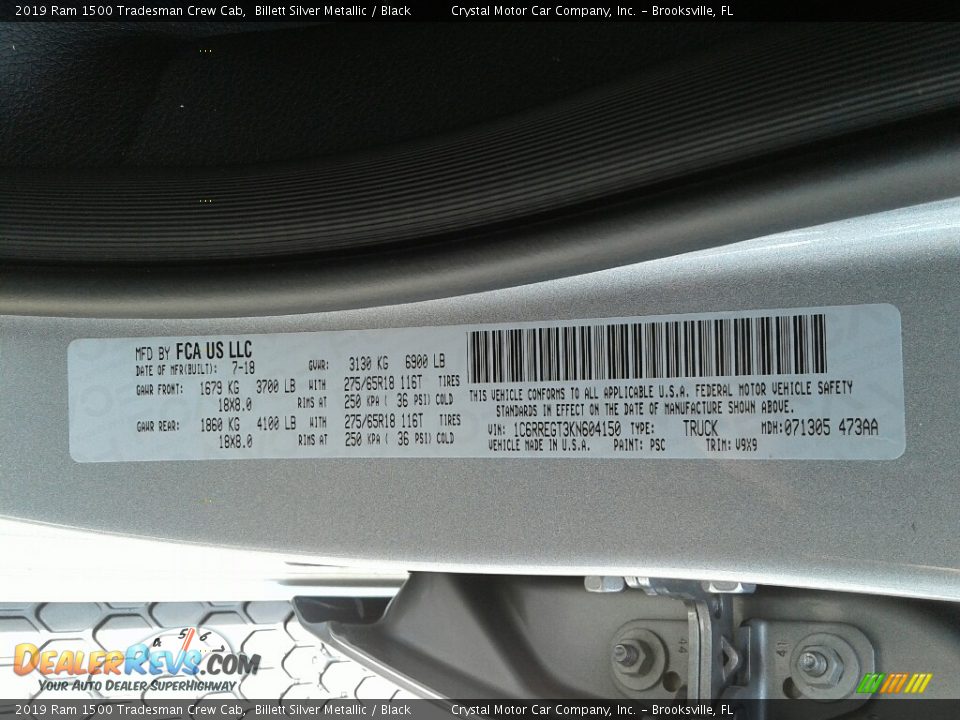 2019 Ram 1500 Tradesman Crew Cab, Billett Silver Metallic / Black Crystal Motor Car Company, Inc. - Brooksville, FL
MFD BY FCA US LLC
DATE OF MFR(BUILT): 7-18 GVWR: 3130 KG 6900 LB
GAWR FRONT: 1679 KG 3700 LB WITH 275/65R18 116T TIRES
18X8.0 RIMS AT 250 KPA ( 36 PSI) COLD
GAWR REAR: 1860 KG 4100 LB WITH 275/65R18 116T TIRES
18X8.0 RIMS AT 250 KPA ( 36 PSI) COLD
THIS VEHICLE CONFORMS TO ALL APPLICABLE U.S.A. FEDERAL MOTOR VEHICLE SAFETY
STANDARDS IN EFFECT ON THE DATE OF MANUFACTURE SHOWN ABOVE.
VIN: 1C6RREGT3KN604150 TYPE: TRUCK MDH:071305 473AA
VEHICLE MADE IN U.S.A. PAINT: PSC TRIM: V9X9
44
4 5 6
DEALERREVS.COM
YOUR AUTO DEALER SUPERHIGHWAY
2019 Ram 1500 Tradesman Crew Cab, Billett Silver Metallic / Black Crystal Motor Car Company, Inc. - Brooksville, FL